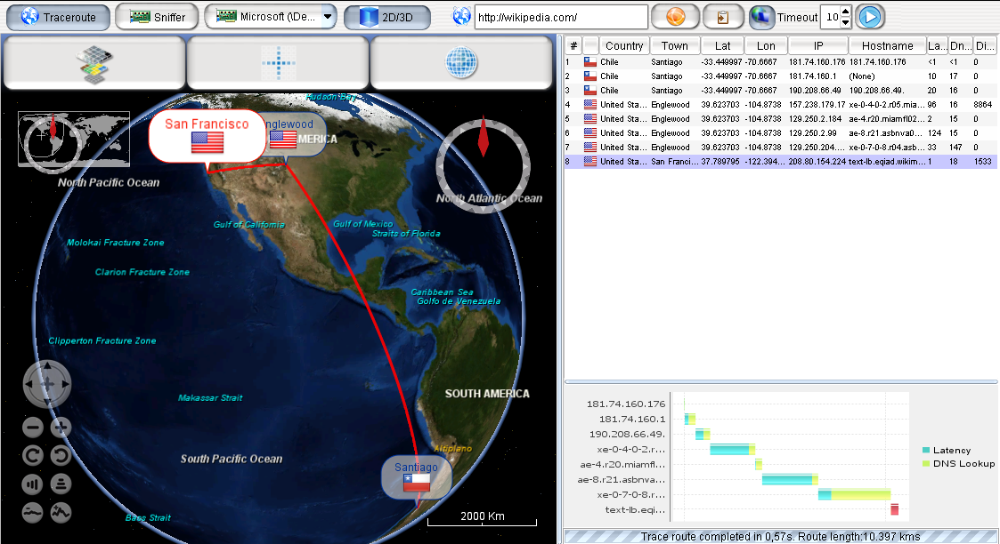 Traceroute Sniffer Microsoft (\De... 2D/3D http://wikipedia.com/ Timeout 10
# Country Town Lat Lon IP Hostname La... Dn... Di...
1 Chile Santiago -33.449997 -70.6667 181.74.160.176 181.74.160.176 <1 <1 0
2 Chile Santiago -33.449997 -70.6667 181.74.160.1 (None) 10 17 0
3 Chile Santiago -33.449997 -70.6667 190.208.66.49 190.208.66.49. 20 16 0
4 United Sta... Englewood 39.623703 -104.8738 157.238.179.17 xe-0-4-0-2.r05.mia... 96 16 8864
5 United Sta... Englewood 39.623703 -104.8738 129.250.2.184 ae-4.r20.miamfl02... 2 15 0
6 United Sta... Englewood 39.623703 -104.8738 129.250.2.99 ae-8.r21.asbnva0... 124 15 0
7 United Sta... Englewood 39.623703 -104.8738 129.250.204.... xe-0-7-0-8.r04.asb... 33 147 0
8 United Sta... San Franci... 37.789795 -122.394... 208.80.154.224 text-lb.eqiad.wikim... 1 18 1533
Hudson Bay
San Francisco
Englewood
MERICA
North Pacific Ocean
North Atlantic Ocean
Gulf of California
Gulf of Mexico
Straits of Florida
Molokai Fracture Zone
Clarion Fracture Zone
Caribbean Sea
Golfo de Venezuela
Clipperton Fracture Zone
Makassar Strait
SOUTH AMERICA
Altiplano
South Pacific Ocean
Santiago
Bass Strait
2000 Km
181.74.160.176
181.74.160.1
190.208.66.49.
xe-0-4-0-2.r...
ae-4.r20.miamfl...
ae-8.r21.asbnva...
xe-0-7-0-8.r...
text-lb.eqi...
Latency
DNS Lookup
Trace route completed in 0,57s. Route length:10.397 kms